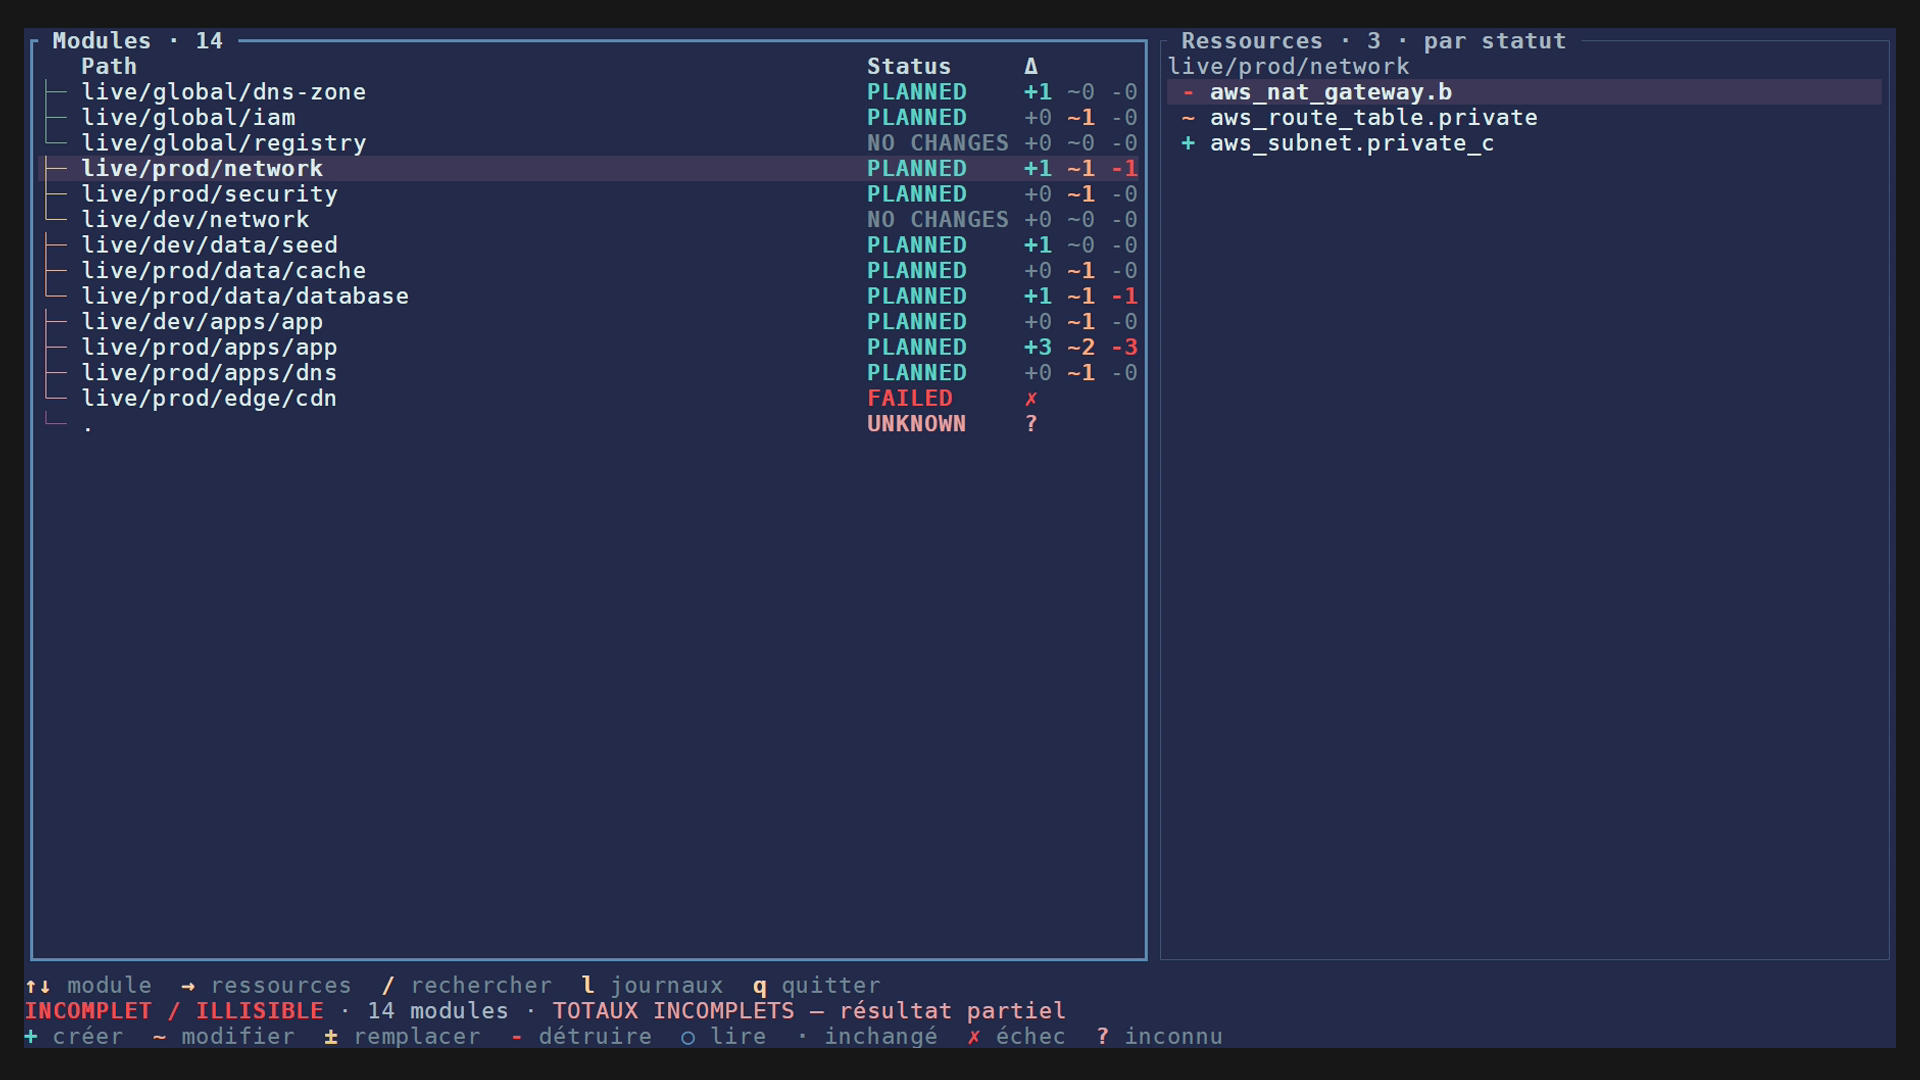 Modules · 14
Path Status Δ
live/global/dns-zone PLANNED +1 ~0 -0
live/global/iam PLANNED +0 ~1 -0
live/global/registry NO CHANGES +0 ~0 -0
live/prod/network PLANNED +1 ~1 -1
live/prod/security PLANNED +0 ~1 -0
live/dev/network NO CHANGES +0 ~0 -0
live/dev/data/seed PLANNED +1 ~0 -0
live/prod/data/cache PLANNED +0 ~1 -0
live/prod/data/database PLANNED +1 ~1 -1
live/dev/apps/app PLANNED +0 ~1 -0
live/prod/apps/app PLANNED +3 ~2 -3
live/prod/apps/dns PLANNED +0 ~1 -0
live/prod/edge/cdn FAILED ✗
. UNKNOWN ?
Ressources · 3 · par statut
live/prod/network
- aws_nat_gateway.b
~ aws_route_table.private
+ aws_subnet.private_c
↑↓ module → ressources / rechercher l journaux q quitter
INCOMPLET / ILLISIBLE · 14 modules · TOTAUX INCOMPLETS — résultat partiel
+ créer ~ modifier ± remplacer - détruire ○ lire · inchangé ✗ échec ? inconnu